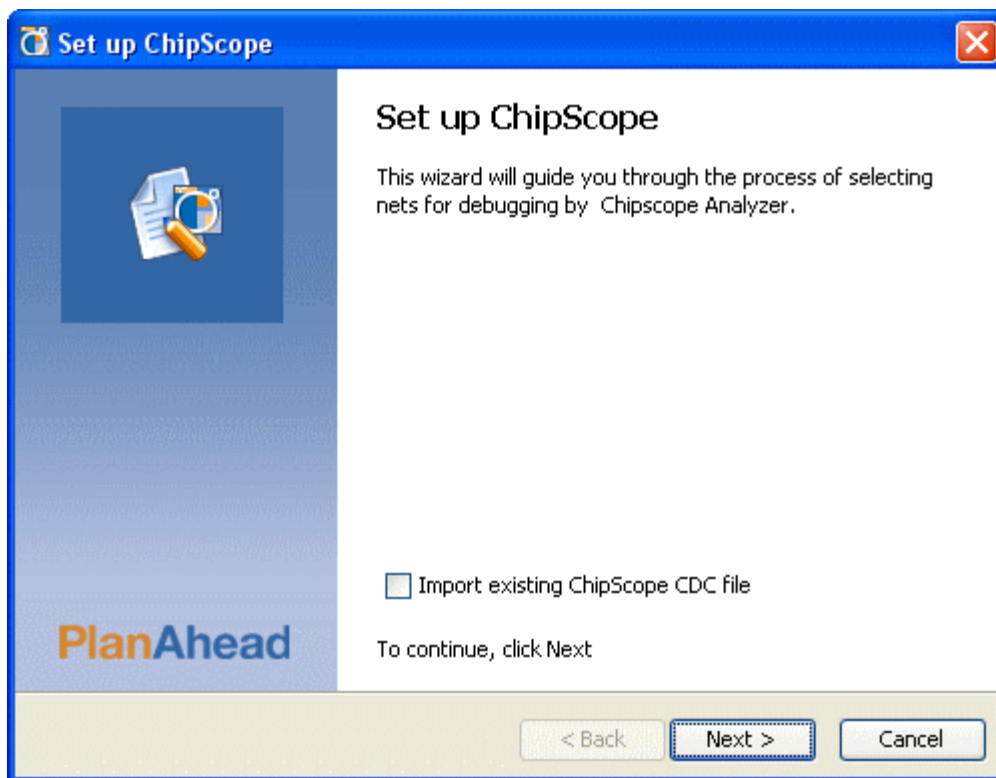 Set up ChipScope
Set up ChipScope
This wizard will guide you through the process of selecting
nets for debugging by  Chipscope Analyzer.
Import existing ChipScope CDC file
PlanAhead
To continue, click Next
< Back
Next >
Cancel